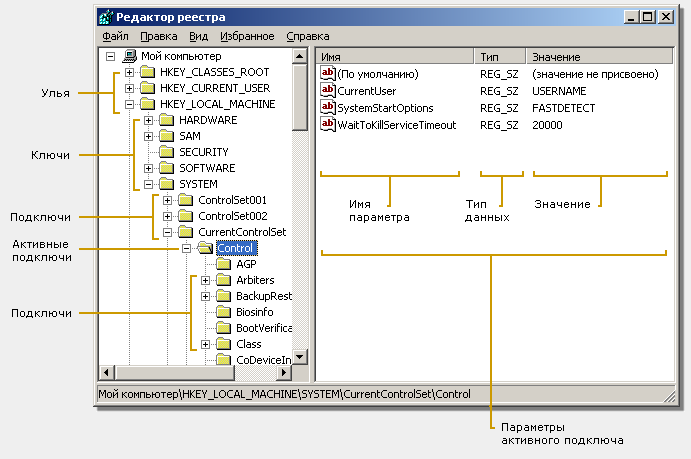 Редактор реестра
Файл Правка Вид Избранное Справка
Мой компьютер
HKEY_CLASSES_ROOT
HKEY_CURRENT_USER
HKEY_LOCAL_MACHINE
HARDWARE
SAM
SECURITY
SOFTWARE
SYSTEM
ControlSet001
ControlSet002
CurrentControlSet
Control
AGP
Arbiters
BackupRest
Biosinfo
BootVerifica
Class
CoDeviceIn
Имя Тип Значение
(По умолчанию) REG_SZ (значение не присвоено)
CurrentUser REG_SZ USERNAME
SystemStartOptions REG_SZ FASTDETECT
WaitToKillServiceTimeout REG_SZ 20000
Мой компьютер\HKEY_LOCAL_MACHINE\SYSTEM\CurrentControlSet\Control
Улья
Ключи
Подключи
Активные
подключи
Подключи
Имя
параметра
Тип
данных
Значение
Параметры
активного подключа